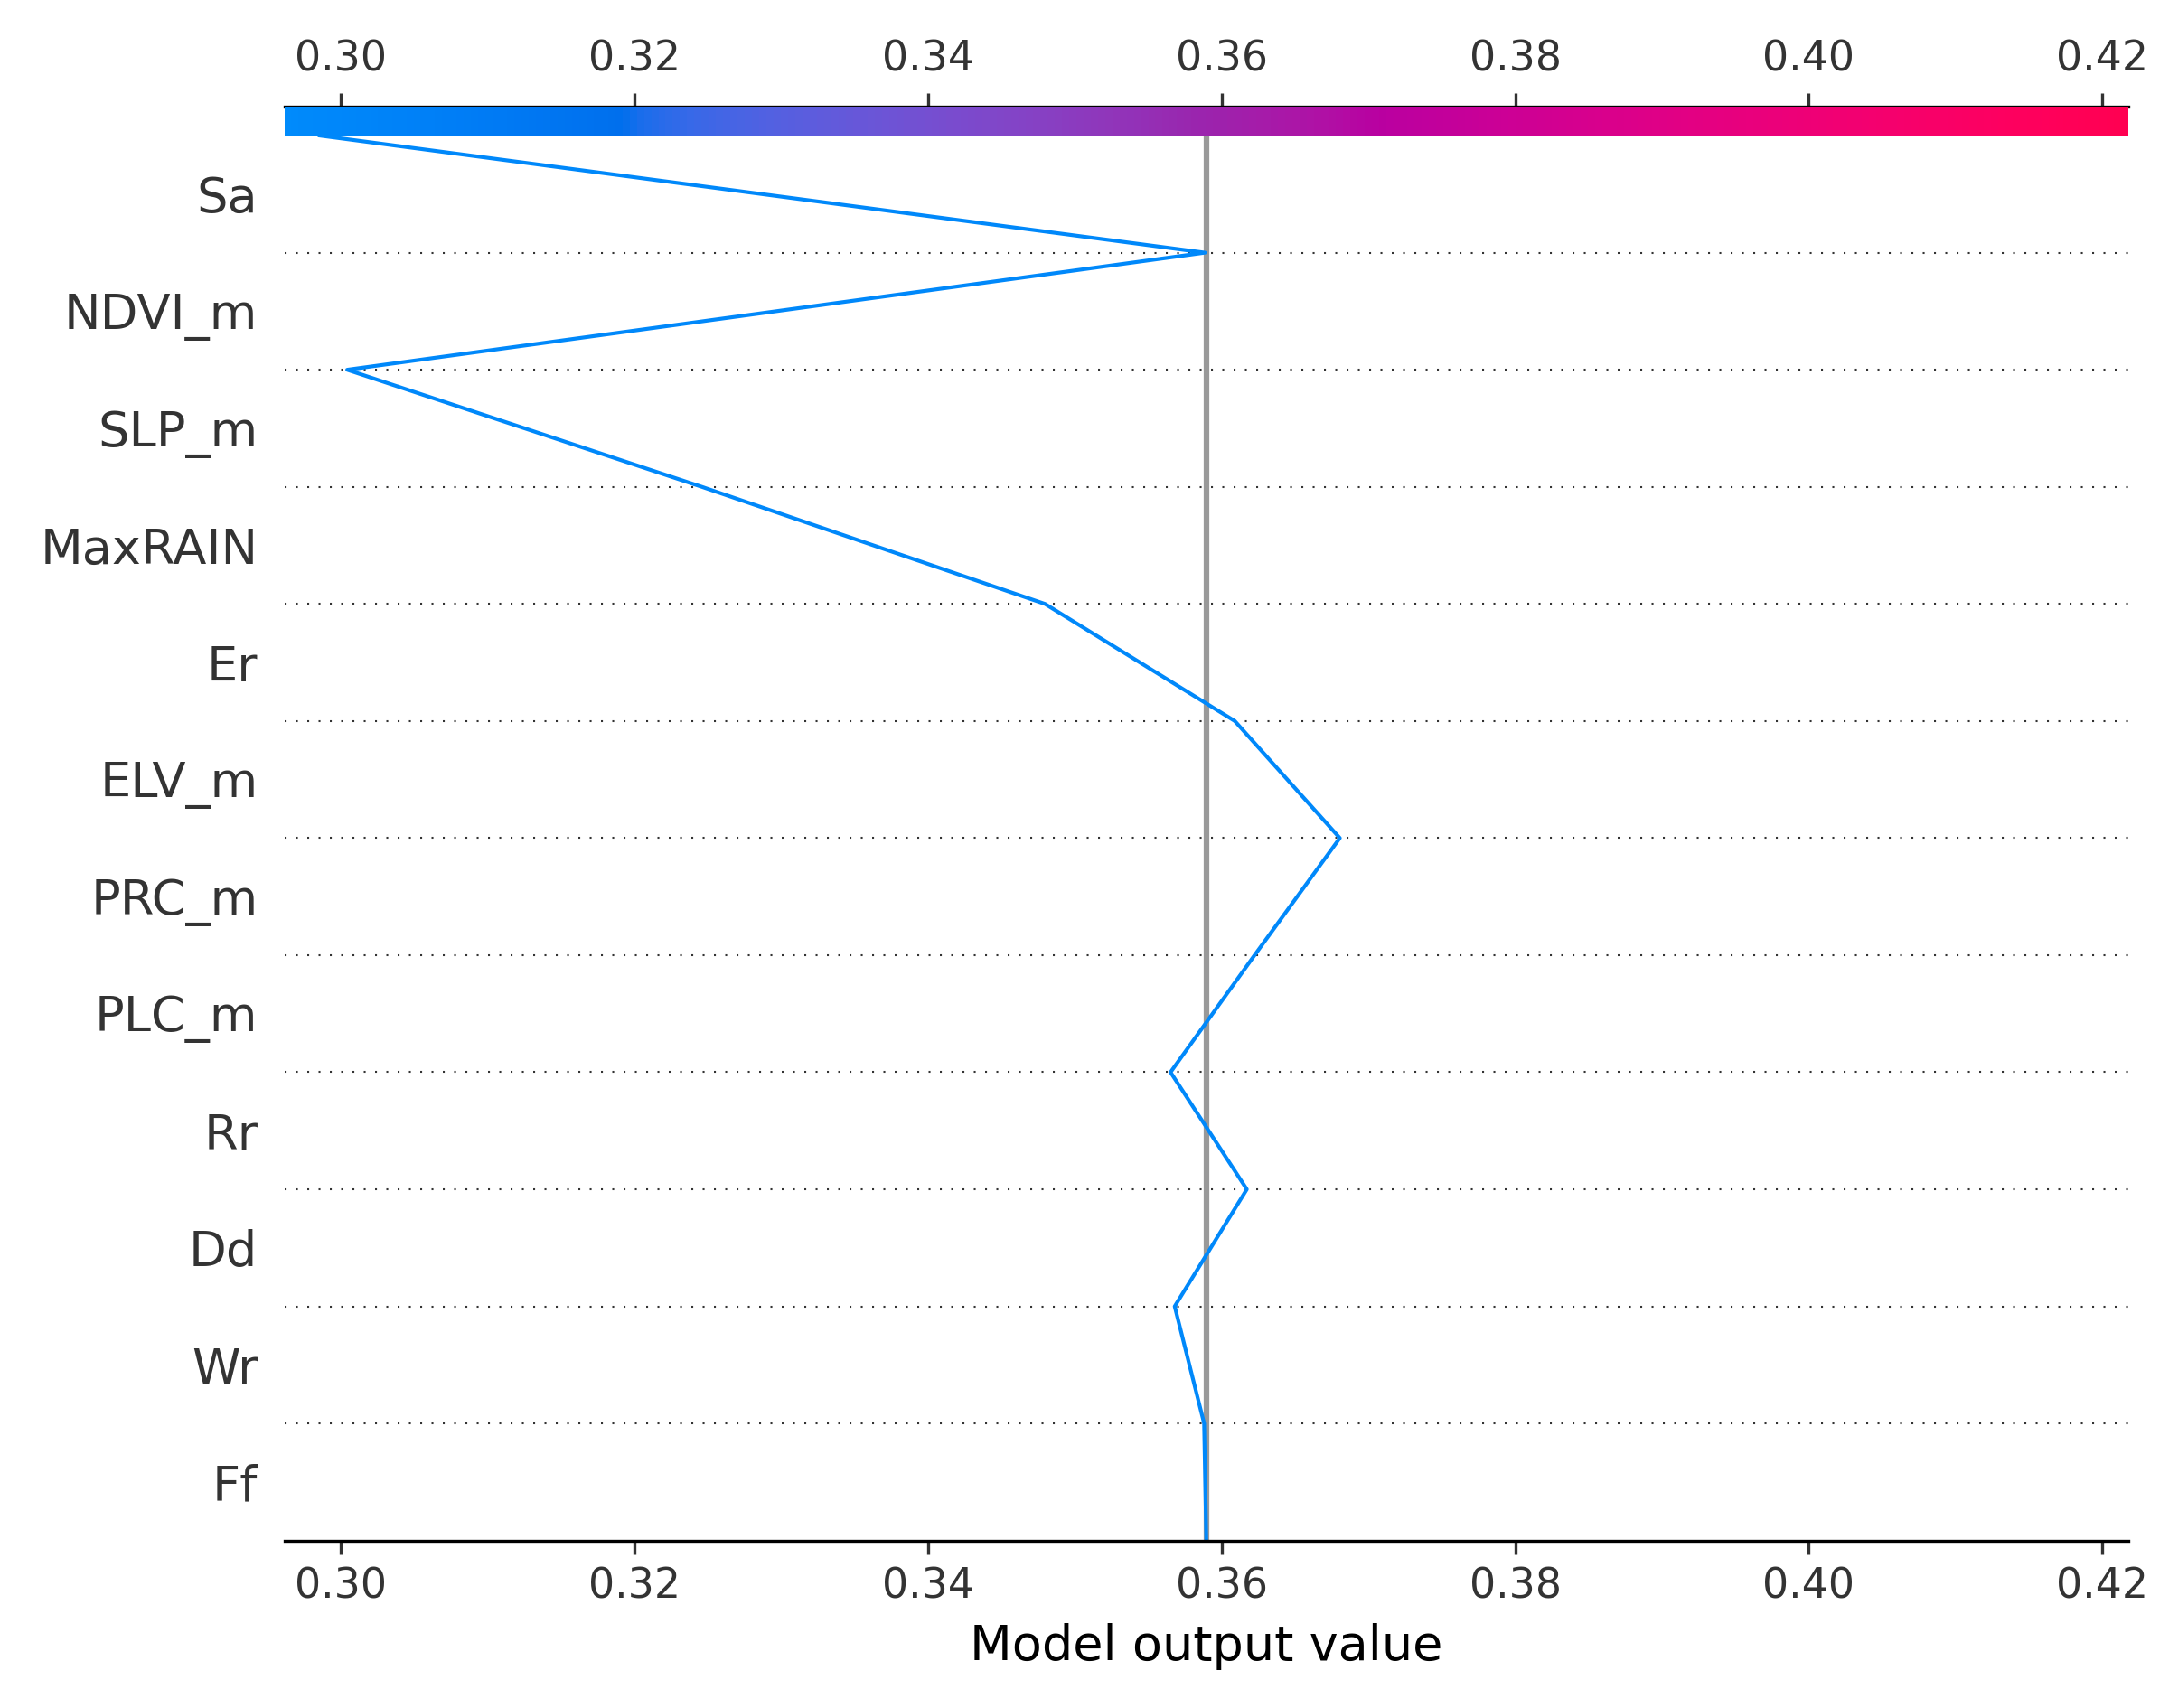 0.30 0.32 0.34 0.36 0.38 0.40 0.42
Sa
NDVI_m
SLP_m
MaxRAIN
Er
ELV_m
PRC_m
PLC_m
Rr
Dd
Wr
Ff
0.30 0.32 0.34 0.36 0.38 0.40 0.42
Model output value